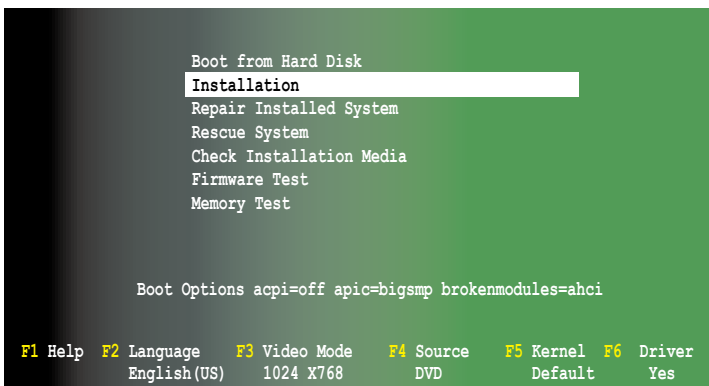 Boot from Hard Disk
Installation
Repair Installed System
Rescue System
Check Installation Media
Firmware Test
Memory Test
Boot Options acpi=off apic=bigsmp brokenmodules=ahci
F1 Help F2 Language F3 Video Mode F4 Source F5 Kernel F6 Driver
English(US) 1024 X768 DVD Default Yes